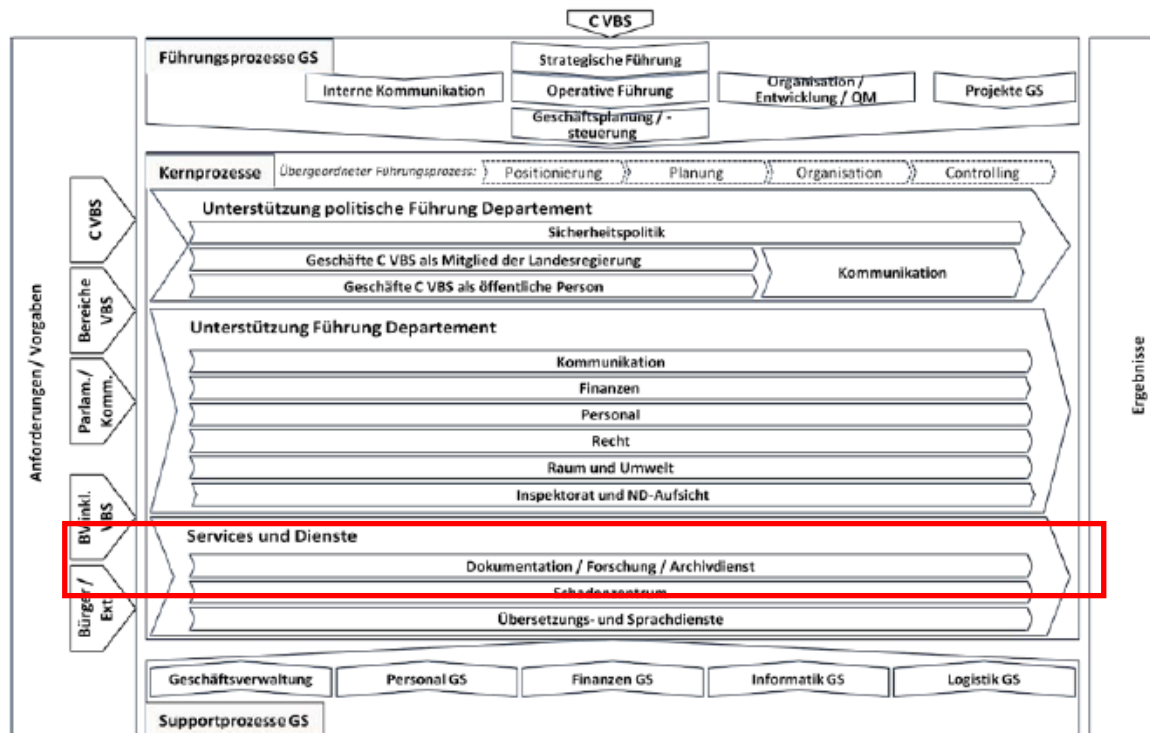 C VBS
Führungsprozesse GS
Strategische Führung
Interne Kommunikation
Operative Führung
Organisation /
Entwicklung / QM
Projekte GS
Geschäftsplanung / -
steuerung
Kernprozesse
Übergeordneter Führungsprozess:
Positionierung
Planung
Organisation
Controlling
Anforderungen / Vorgaben
C VBS
Bereiche
VBS
Parlam./
Komm.
BV inkl.
VBS
Bürger /
Ext.
Unterstützung politische Führung Departement
Sicherheitspolitik
Geschäfte C VBS als Mitglied der Landesregierung
Geschäfte C VBS als öffentliche Person
Kommunikation
Unterstützung Führung Departement
Kommunikation
Finanzen
Personal
Recht
Raum und Umwelt
Inspektorat und ND-Aufsicht
Services und Dienste
Dokumentation / Forschung / Archivdienst
Schadenzentrum
Übersetzungs- und Sprachdienste
Ergebnisse
Geschäftsverwaltung
Personal GS
Finanzen GS
Informatik GS
Logistik GS
Supportprozesse GS